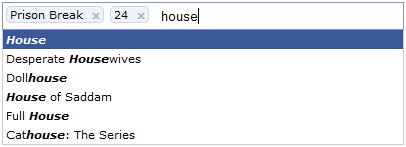 Prison Break x 24 x house
House
Desperate Housewives
Dollhouse
House of Saddam
Full House
Cathouse: The Series